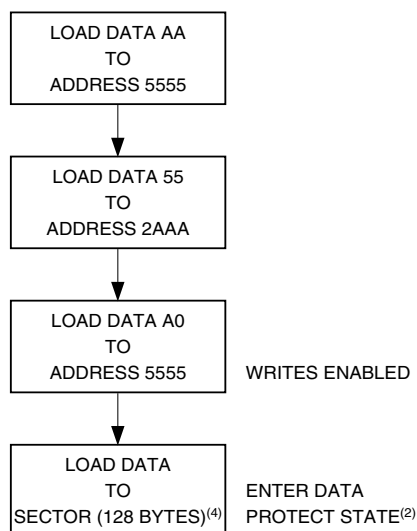 LOAD DATA AA
TO
ADDRESS 5555
LOAD DATA 55
TO
ADDRESS 2AAA
LOAD DATA A0
TO
ADDRESS 5555 WRITES ENABLED
LOAD DATA
TO ENTER DATA
SECTOR (128 BYTES)(4) PROTECT STATE(2)